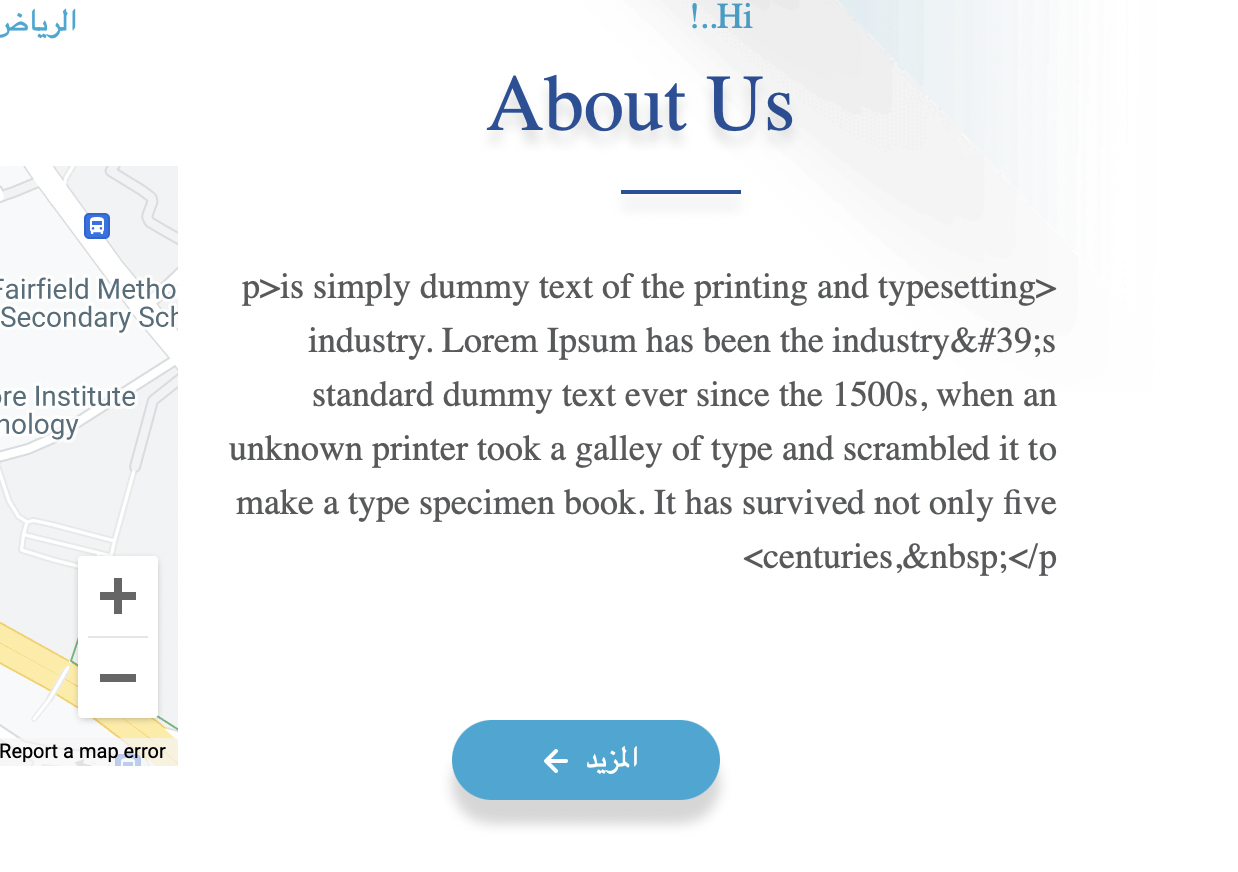 الرياض
!..Hi
About Us
p>is simply dummy text of the printing and typesetting>
industry. Lorem Ipsum has been the industry&#39;s
standard dummy text ever since the 1500s, when an
unknown printer took a galley of type and scrambled it to
make a type specimen book. It has survived not only five
<centuries,&nbsp;</p
Fairfield Metho
Secondary Sch
ore Institute
nology
Report a map error
المزيد ←